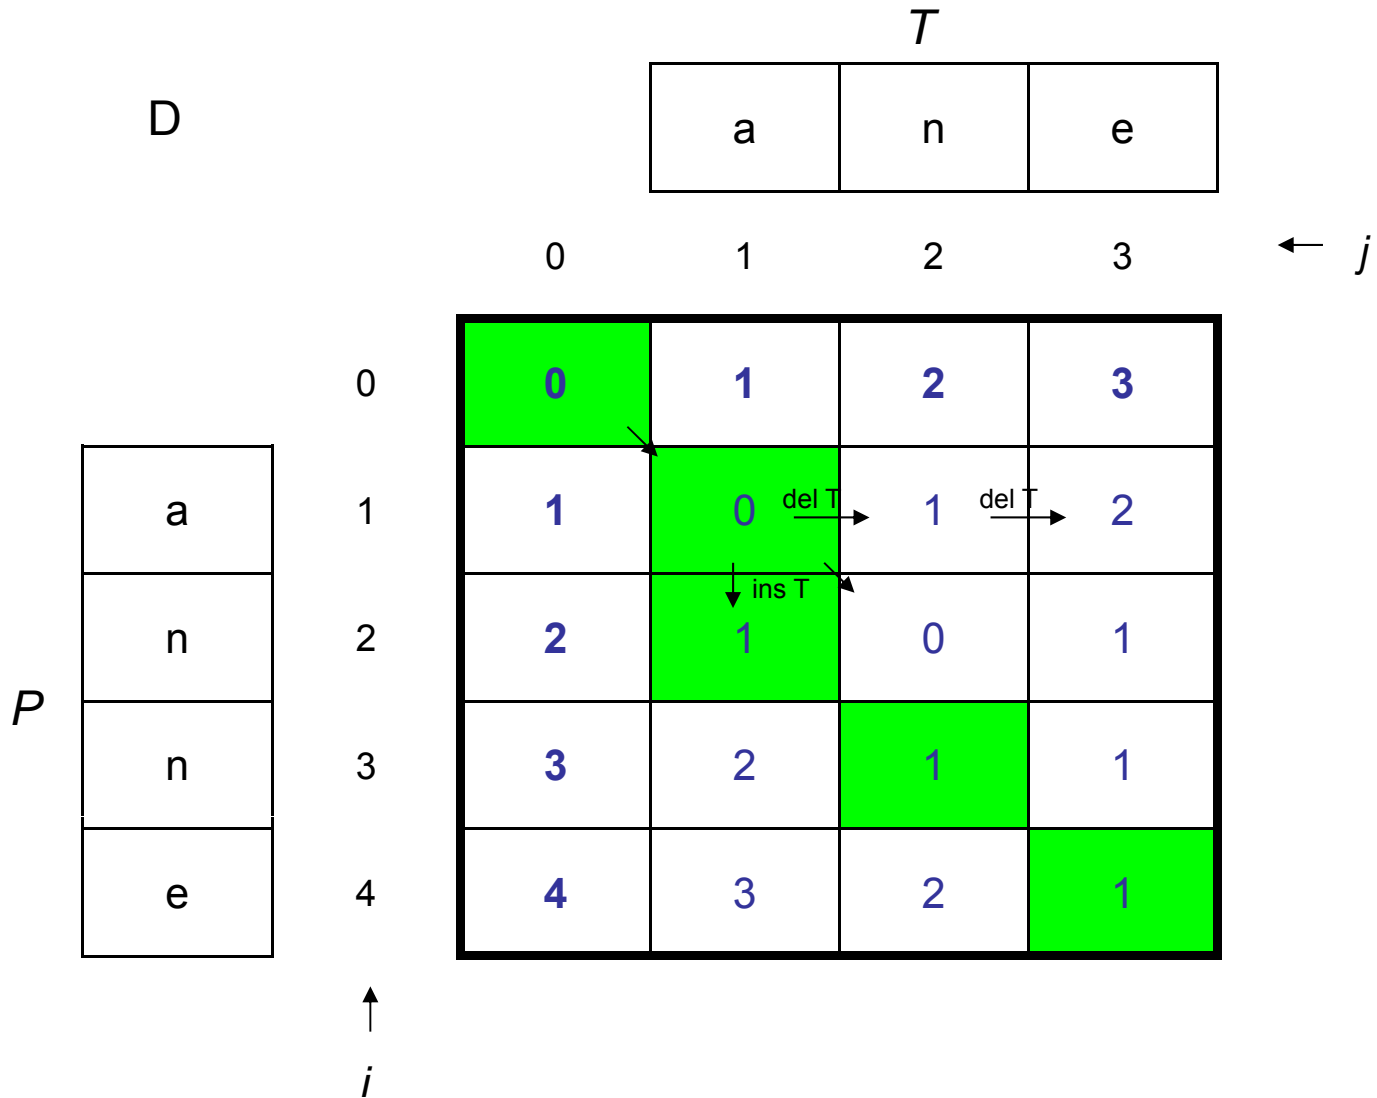 T
D
a n e
0 1 2 3 j
0 0 1 2 3
a 1 1 0 del T 1 del T 2
ins T
n 2 2 1 0 1
P
n 3 3 2 1 1
e 4 4 3 2 1
i